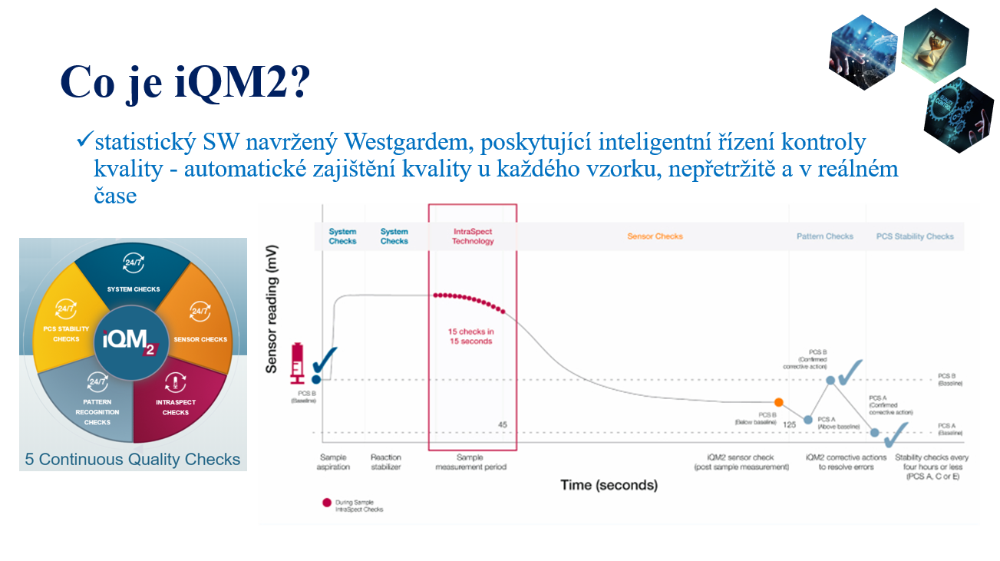 Co je iQM2?
QUALITY
CONTROL
✓statistický SW navržený Westgardem, poskytující inteligentní řízení kontroly
kvality - automatické zajištění kvality u každého vzorku, nepřetržitě a v reálném
čase
24/7
SYSTEM CHECKS
24/7
PCS STABILITY
CHECKS
24/7
SENSOR CHECKS
iQM2
24/7
PATTERN
RECOGNITION
CHECKS
INTRASPECT
CHECKS
5 Continuous Quality Checks
Sensor reading (mV)
System
Checks
System
Checks
IntraSpect
Technology
Sensor Checks
Pattern Checks
PCS Stability Checks
15 checks in
15 seconds
PCS B
(Baseline)
PCS B
(Confirmed
corrective action)
PCS B
(Baseline)
PCS A
(Confirmed
corrective action)
PCS B
(Below baseline)
PCS A
(Above baseline)
PCS A
(Baseline)
45
125
Sample
aspiration
Reaction
stabilizer
Sample
measurement period
iQM2 sensor check
(post sample measurement)
iQM2 corrective actions
to resolve errors
Stability checks every
four hours or less
(PCS A, C or E)
Time (seconds)
During Sample
IntraSpect Checks